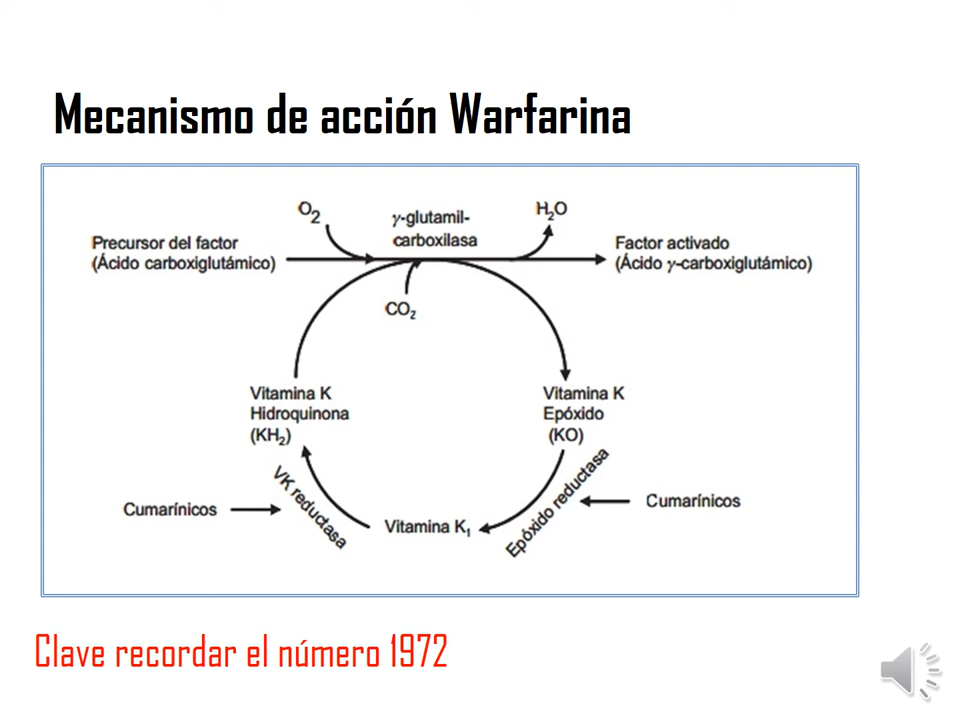 Mecanismo de acción Warfarina
O₂
γ-glutamil-
carboxilasa
H₂O
Precursor del factor
(Ácido carboxiglutámico)
Factor activado
(Ácido γ-carboxiglutámico)
CO₂
Vitamina K
Hidroquinona
(KH₂)
Vitamina K
Epóxido
(KO)
VK reductasa
Epóxido reductasa
Cumarínicos
Cumarínicos
Vitamina K₁
Clave recordar el número 1972